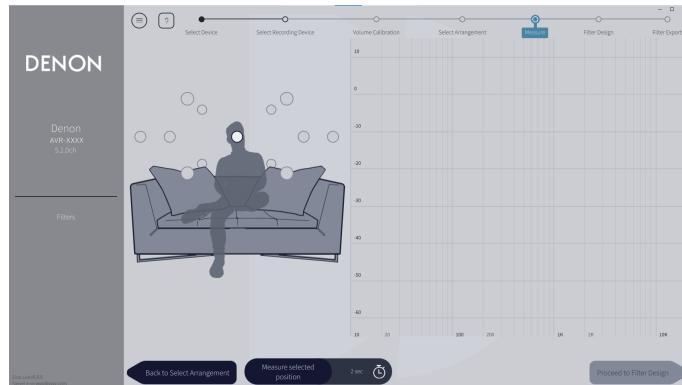 ?
Select Device
Select Recording Device
Volume Calibration
Select Arrangement
Measure
Filter Design
Filter Export
DENON
Denon
AVR-XXXX
5.1.0ch
Filters
10
0
-10
-20
-30
-40
-50
-60
10 20 100 200 1K 2K 10K
Back to Select Arrangement
Measure selected
position
2 sec
Proceed to Filter Design